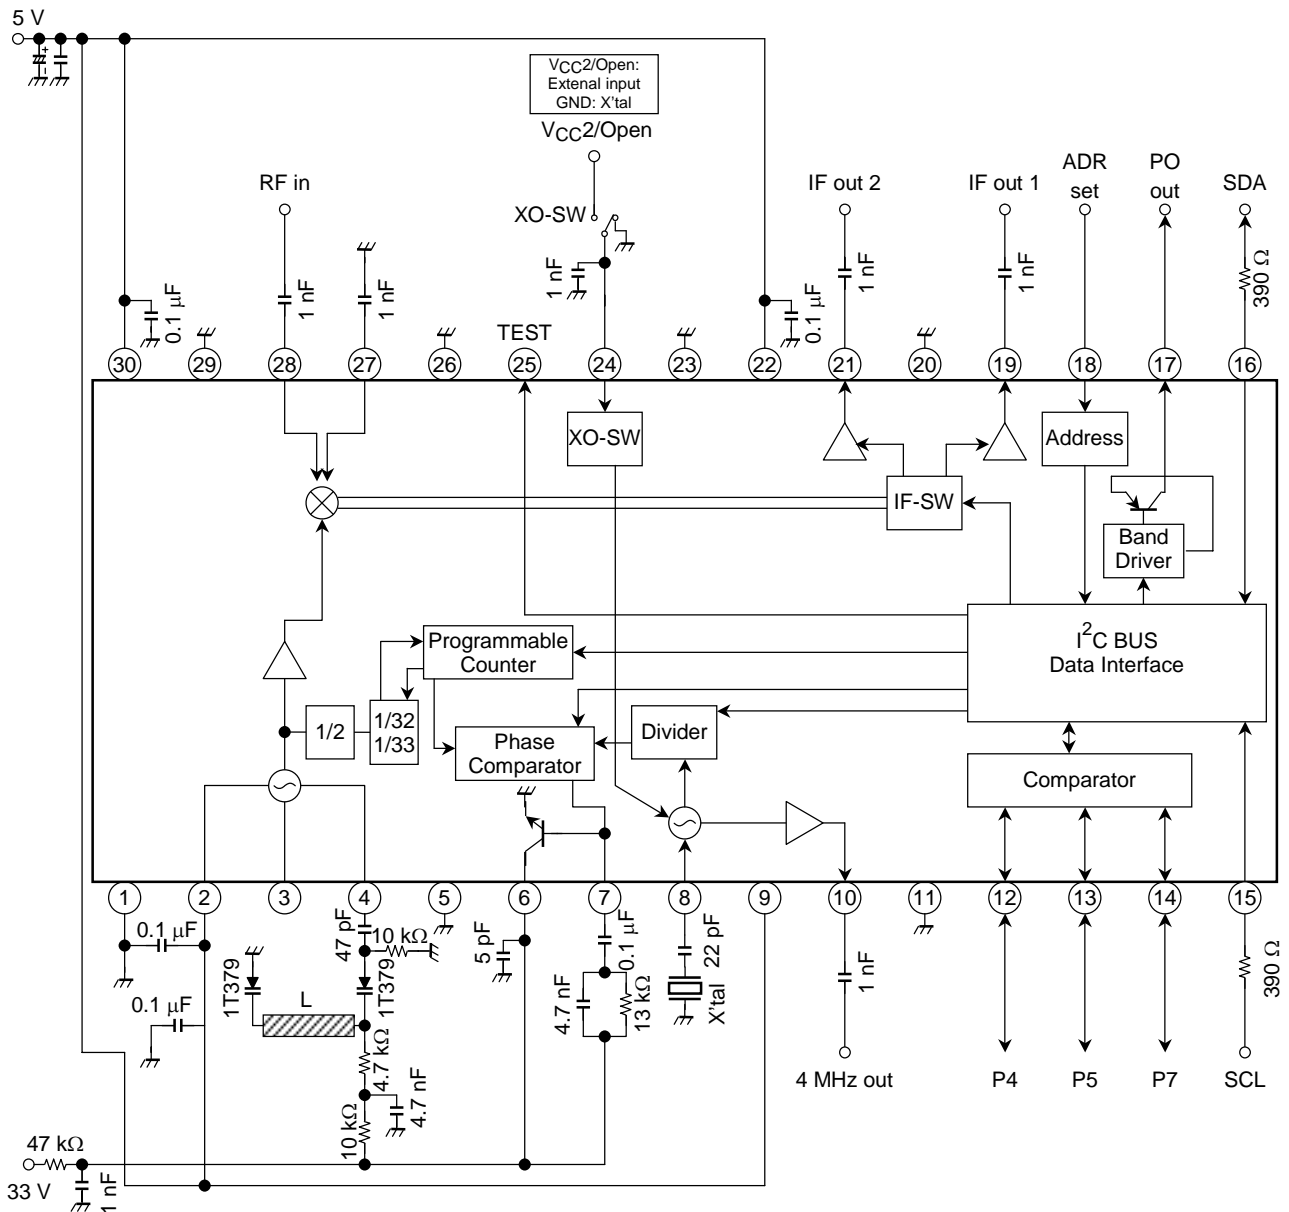 5 V
V_CC2/Open:
Extenal input
GND: X'tal
V_CC2/Open
RF in
XO-SW
IF out 2
IF out 1
ADR
set
PO
out
SDA
0.1 µF
1 nF
1 nF
1 nF
0.1 µF
1 nF
1 nF
390 Ω
TEST
30
29
28
27
26
25
24
23
22
21
20
19
18
17
16
XO-SW
Address
IF-SW
Band
Driver
I²C BUS
Data Interface
Programmable
Counter
1/2
1/32
1/33
Phase
Comparator
Divider
Comparator
1
2
3
4
5
6
7
8
9
10
11
12
13
14
15
0.1 µF
47 pF
10 kΩ
5 pF
0.1 µF
22 pF
1 nF
390 Ω
1T379
L
1T379
4.7 nF
13 kΩ
X'tal
0.1 µF
4.7 kΩ
4.7 nF
10 kΩ
4 MHz out
P4
P5
P7
SCL
47 kΩ
33 V
1 nF